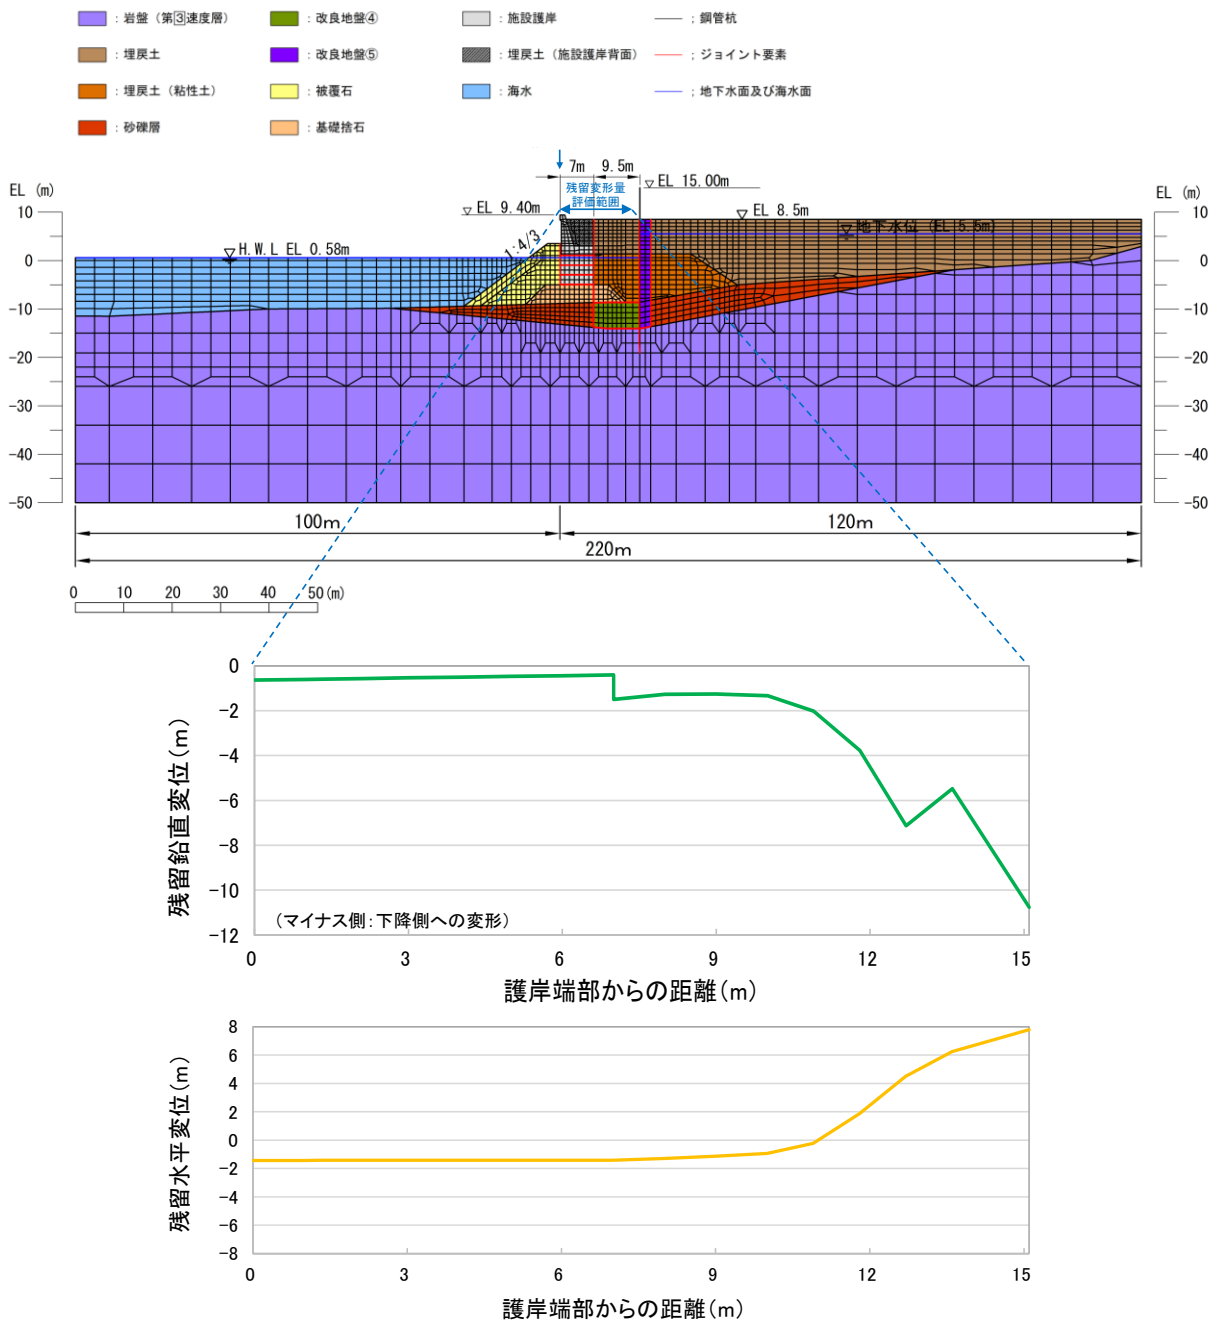 ：岩盤（第③速度層）
：改良地盤④
：施設護岸
；鋼管杭
：埋戻土
：改良地盤⑤
：埋戻土（施設護岸背面）
；ジョイント要素
：埋戻土（粘性土）
：被覆石
：海水
；地下水面及び海水面
：砂礫層
：基礎捨石
7m 9.5m
残留変形量
評価範囲
EL 15.00m
EL (m)
EL (m)
EL 9.40m
EL 8.5m
1:4/3
地下水位 (EL 5.5m)
H.W.L EL 0.58m
10
0
-10
-20
-30
-40
-50
10
0
-10
-20
-30
-40
-50
100m
120m
220m
0 10 20 30 40 50(m)
残留鉛直変位(m)
0
-2
-4
-6
-8
-10
-12
（マイナス側：下降側への変形）
0 3 6 9 12 15
護岸端部からの距離(m)
残留水平変位(m)
8
6
4
2
0
-2
-4
-6
-8
0 3 6 9 12 15
護岸端部からの距離(m)